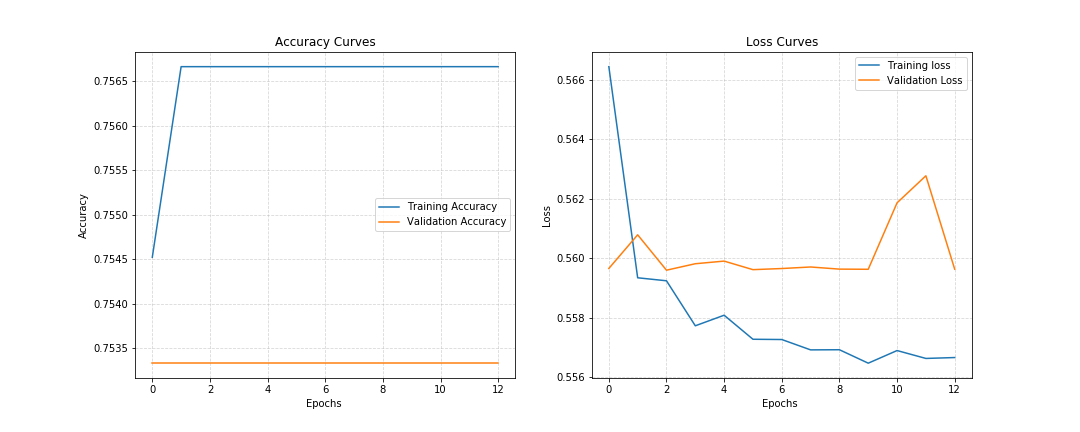 Accuracy Curves
0.7565
0.7560
0.7555
0.7550
0.7545
0.7540
0.7535
Accuracy
Training Accuracy
Validation Accuracy
0 2 4 6 8 10 12
Epochs
Loss Curves
0.566
0.564
0.562
0.560
0.558
0.556
Loss
Training loss
Validation Loss
0 2 4 6 8 10 12
Epochs